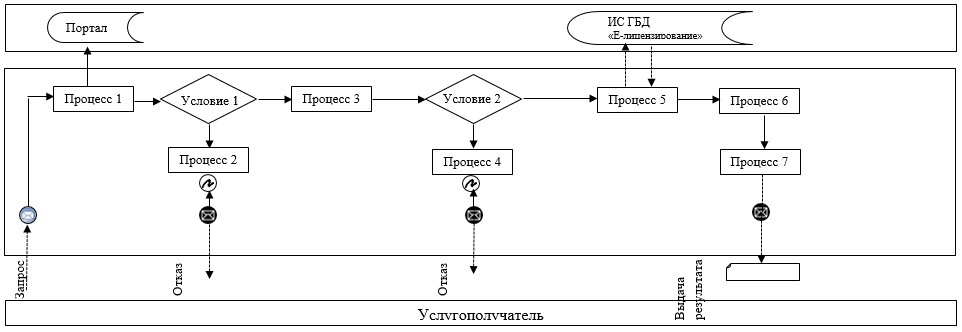 Портал
ИС ГБД
«Е-лицензирование»
Процесс 1
Условие 1
Процесс 3
Условие 2
Процесс 5
Процесс 6
Процесс 2
Процесс 4
Процесс 7
Запрос
Отказ
Отказ
Выдача
результата
Услугополучатель